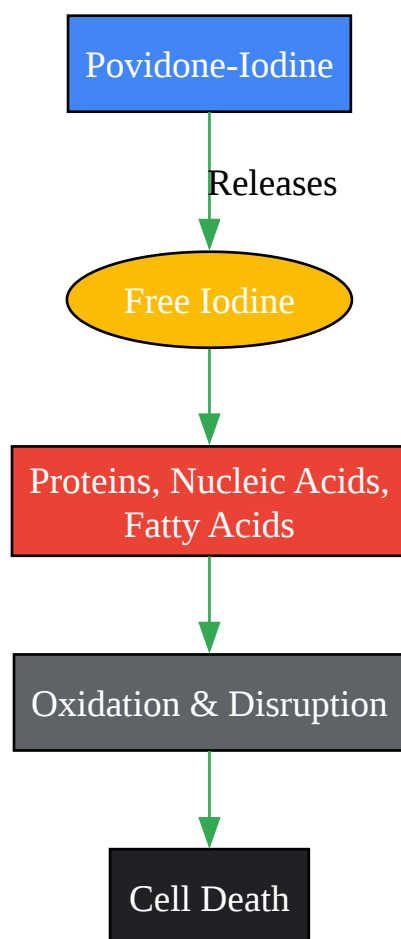 Povidone-Iodine
Releases
Free Iodine
Proteins, Nucleic Acids,
Fatty Acids
Oxidation & Disruption
Cell Death